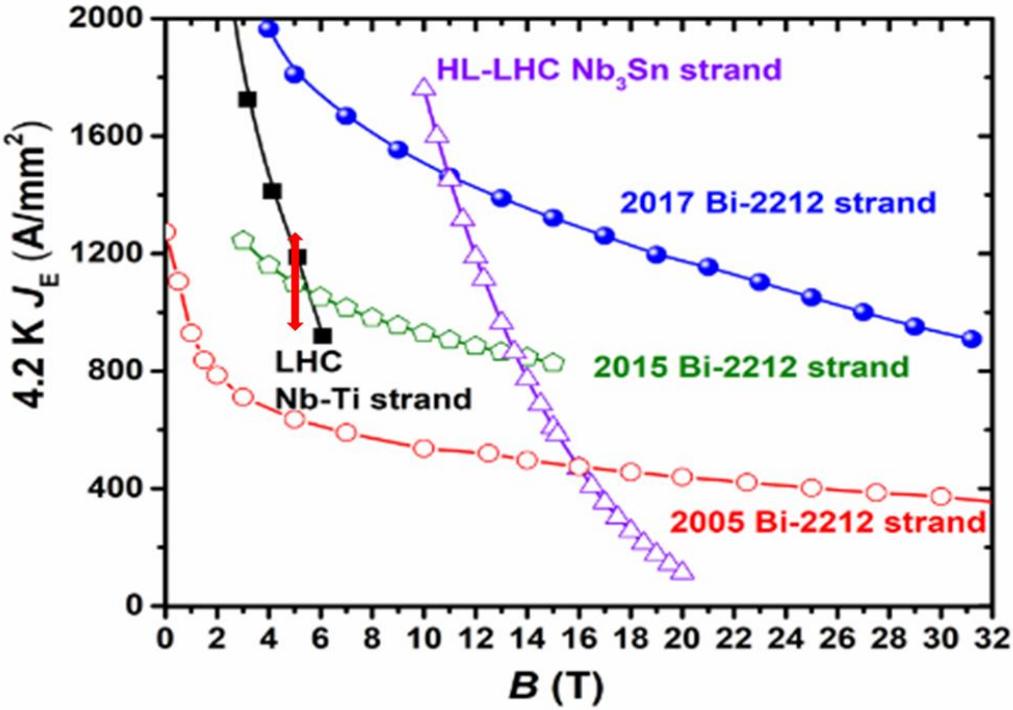 2000
1600
1200
800
400
0
4.2 K J_E (A/mm²)
HL-LHC Nb₃Sn strand
2017 Bi-2212 strand
2015 Bi-2212 strand
LHC
Nb-Ti strand
2005 Bi-2212 strand
0 2 4 6 8 10 12 14 16 18 20 22 24 26 28 30 32
B (T)